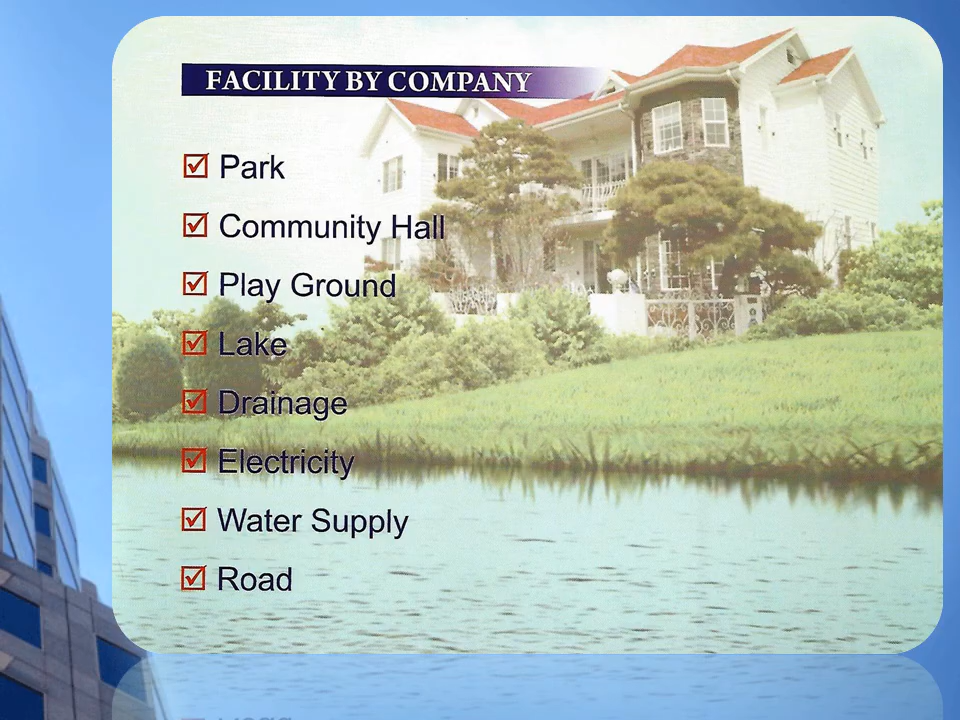 FACILITY BY COMPANY
Park
Community Hall
Play Ground
Lake
Drainage
Electricity
Water Supply
Road